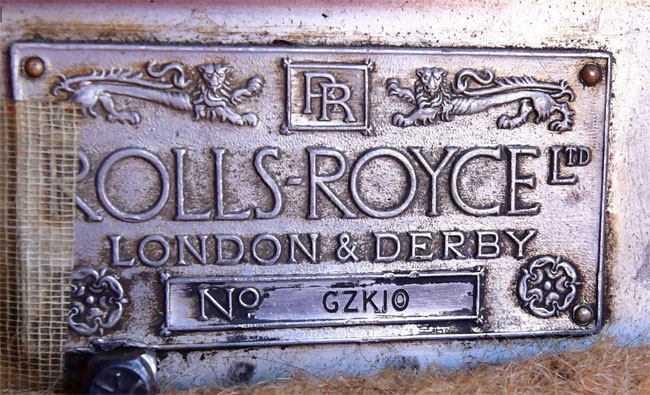 RR
ROLLS-ROYCE LTD
LONDON & DERBY
No GZK10